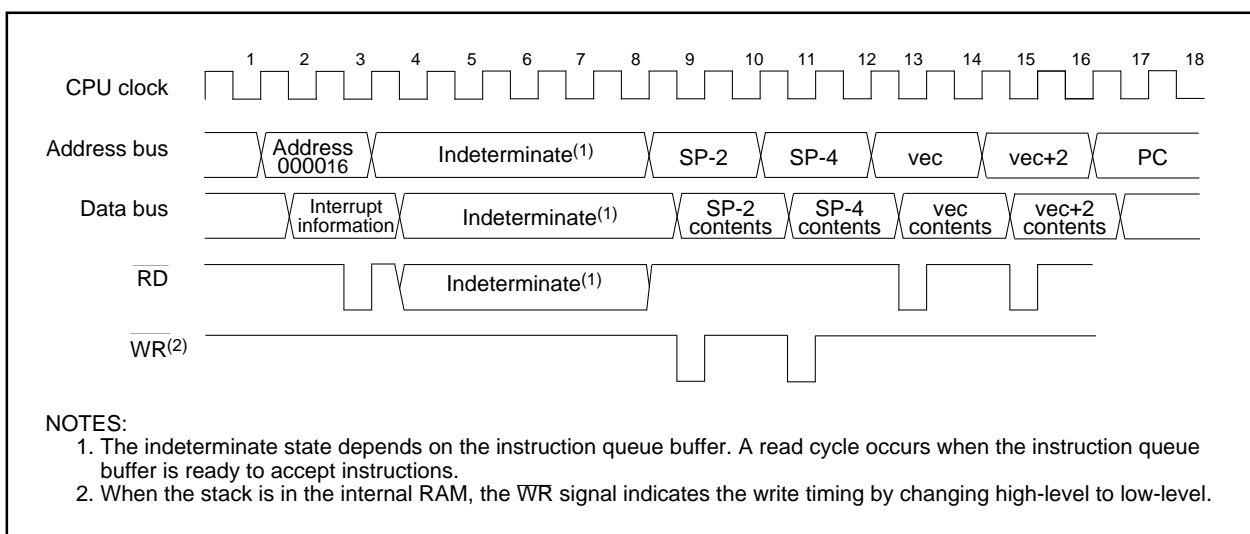 1 2 3 4 5 6 7 8 9 10 11 12 13 14 15 16 17 18
CPU clock
Address bus
Address
000016
Indeterminate(1)
SP-2
SP-4
vec
vec+2
PC
Data bus
Interrupt
information
Indeterminate(1)
SP-2
contents
SP-4
contents
vec
contents
vec+2
contents
RD
Indeterminate(1)
WR(2)
NOTES:
1. The indeterminate state depends on the instruction queue buffer. A read cycle occurs when the instruction queue
buffer is ready to accept instructions.
2. When the stack is in the internal RAM, the WR signal indicates the write timing by changing high-level to low-level.